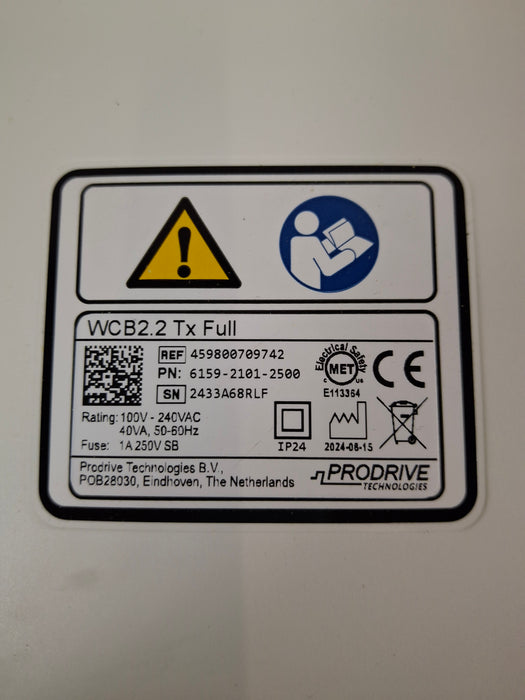 WCB2.2 Tx Full
REF 459800709742
PN: 6159-2101-2500
SN 2433A68RLF
Electrical Safety
MET
C US
E113364
CE
Rating: 100V - 240VAC
40VA, 50-60Hz
Fuse: 1A 250V SB
IP24
2024-08-15
Prodrive Technologies B.V.,
POB28030, Eindhoven, The Netherlands
PRODRIVE
TECHNOLOGIES